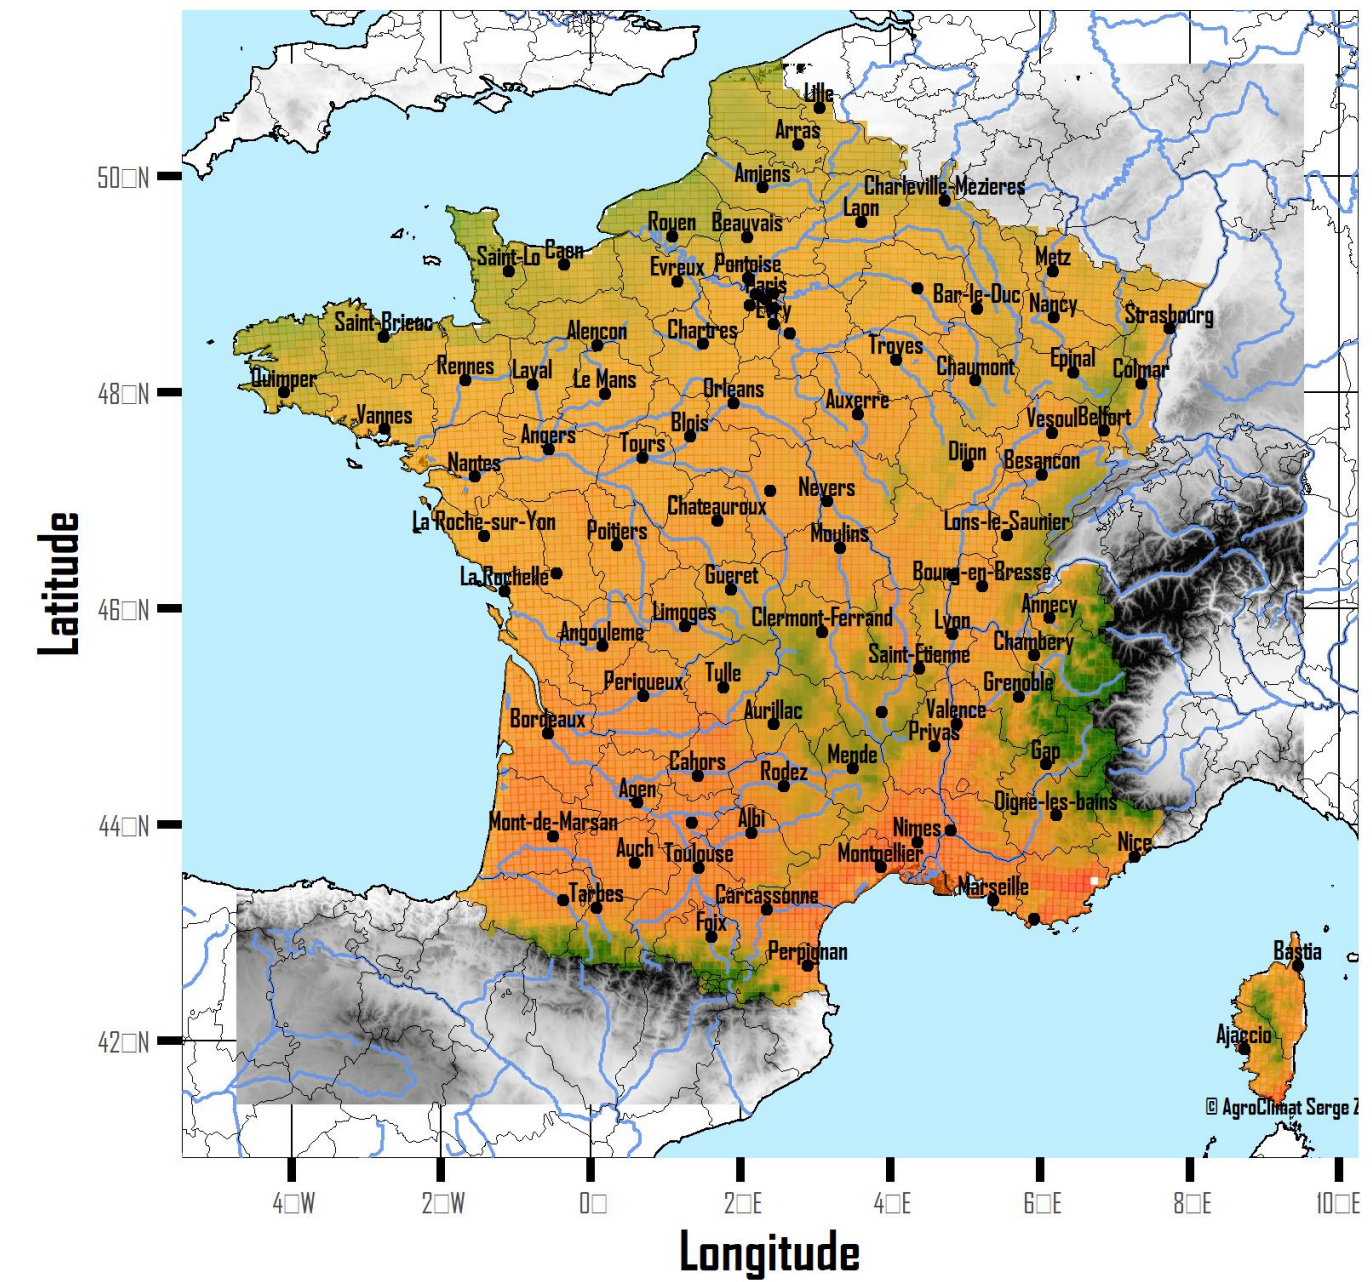 Lille
Arras
50□N
Amiens
Charleville-Mezieres
Laon
Rouen
Beauvais
Saint-Lo
Caen
Metz
Evreux
Pontoise
Paris
Bar-le-Duc
Nancy
Evry
Strasbourg
Saint-Brieuc
Alencon
Chartres
Troyes
Epinal
Rennes
Laval
Le Mans
Chaumont
Colmar
Quimper
48□N
Orleans
Auxerre
Vannes
Blois
Vesoul
Belfort
Angers
Tours
Dijon
Besancon
Nantes
Nevers
Chateauroux
La Roche-sur-Yon
Poitiers
Moulins
Lons-le-Saunier
La Rochelle
Gueret
Bourg-en-Bresse
46□N
Limoges
Clermont-Ferrand
Annecy
Angouleme
Lyon
Chambery
Saint-Etienne
Perigueux
Tulle
Grenoble
Bordeaux
Aurillac
Valence
Privas
Cahors
Rodez
Mende
Gap
Agen
Digne-les-bains
44□N
Mont-de-Marsan
Albi
Nimes
Auch
Toulouse
Montpellier
Nice
Tarbes
Carcassonne
Marseille
Foix
Perpignan
Bastia
42□N
Ajaccio
© AgroClimat Serge Z
4□W
2□W
0□
2□E
4□E
6□E
8□E
10□E
Latitude
Longitude